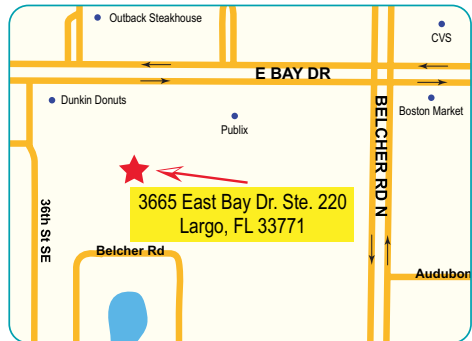 Outback Steakhouse
CVS
E BAY DR
Dunkin Donuts
Boston Market
Publix
BELCHER RD N
3665 East Bay Dr. Ste. 220
Largo, FL 33771
36th St SE
Belcher Rd
Audubon